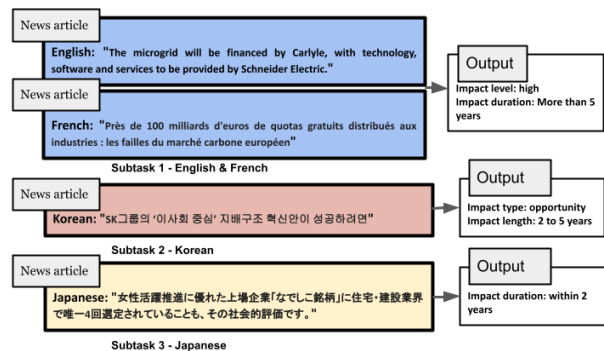 News article
English: "The microgrid will be financed by Carlyle, with technology,
software and services to be provided by Schneider Electric."
News article
French: "Près de 100 milliards d'euros de quotas gratuits distribués aux
industries : les failles du marché carbone européen"
Subtask 1 - English & French
Output
Impact level: high
Impact duration: More than 5
years
News article
Korean: "SK그룹의 ‘이사회 중심’ 지배구조 혁신안이 성공하려면"
Subtask 2 - Korean
Output
Impact type: opportunity
Impact length: 2 to 5 years
News article
Japanese: "女性活躍推進に優れた上場企業「なでしこ銘柄」に住宅・建設業界
で唯一4回選定されていることも、その社会的評価です。"
Subtask 3 - Japanese
Output
Impact duration: within 2
years